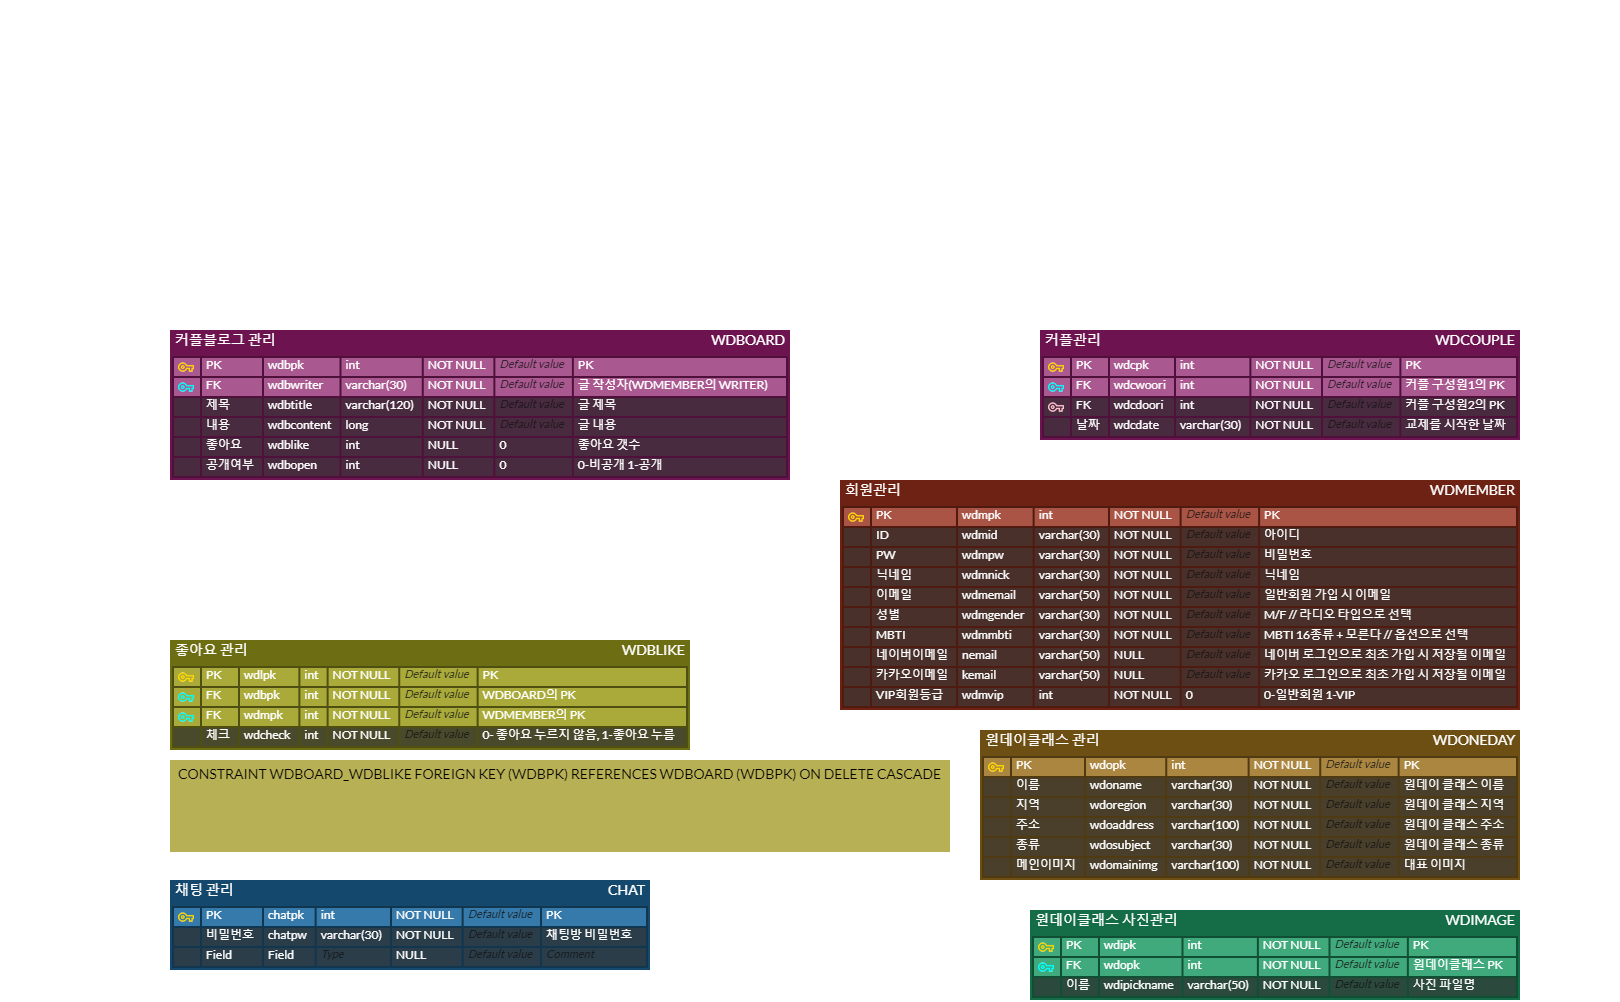 커플블로그 관리 WDBOARD
PK wdbpk int NOT NULL Default value PK
FK wdbwriter varchar(30) NOT NULL Default value 글 작성자(WDMEMBER의 WRITER)
제목 wdbtitle varchar(120) NOT NULL Default value 글 제목
내용 wdbcontent long NOT NULL Default value 글 내용
좋아요 wdblike int NULL 0 좋아요 갯수
공개여부 wdbopen int NULL 0 0-비공개 1-공개
커플관리 WDCOUPLE
PK wdcpk int NOT NULL Default value PK
FK wdcwoori int NOT NULL Default value 커플 구성원1의 PK
FK wdcdoori int NOT NULL Default value 커플 구성원2의 PK
날짜 wdcdate varchar(30) NOT NULL Default value 교제를 시작한 날짜
회원관리 WDMEMBER
PK wdmpk int NOT NULL Default value PK
ID wdmid varchar(30) NOT NULL Default value 아이디
PW wdmpw varchar(30) NOT NULL Default value 비밀번호
닉네임 wdmnick varchar(30) NOT NULL Default value 닉네임
이메일 wdmemail varchar(50) NOT NULL Default value 일반회원 가입 시 이메일
성별 wdmgender varchar(30) NOT NULL Default value M/F // 라디오 타입으로 선택
MBTI wdmmbti varchar(30) NOT NULL Default value MBTI 16종류 + 모른다 // 옵션으로 선택
네이버이메일 nemail varchar(50) NULL Default value 네이버 로그인으로 최초 가입 시 저장될 이메일
카카오이메일 kemail varchar(50) NULL Default value 카카오 로그인으로 최초 가입 시 저장될 이메일
VIP회원등급 wdmvip int NOT NULL 0 0-일반회원 1-VIP
좋아요 관리 WDBLIKE
PK wdlpk int NOT NULL Default value PK
FK wdbpk int NOT NULL Default value WDBOARD의 PK
FK wdmpk int NOT NULL Default value WDMEMBER의 PK
체크 wdcheck int NOT NULL Default value 0- 좋아요 누르지 않음, 1-좋아요 누름
CONSTRAINT WDBOARD_WDBLIKE FOREIGN KEY (WDBPK) REFERENCES WDBOARD (WDBPK) ON DELETE CASCADE
원데이클래스 관리 WDONEDAY
PK wdopk int NOT NULL Default value PK
이름 wdoname varchar(30) NOT NULL Default value 원데이 클래스 이름
지역 wdoregion varchar(30) NOT NULL Default value 원데이 클래스 지역
주소 wdoaddress varchar(100) NOT NULL Default value 원데이 클래스 주소
종류 wdosubject varchar(30) NOT NULL Default value 원데이 클래스 종류
메인이미지 wdomainimg varchar(100) NOT NULL Default value 대표 이미지
채팅 관리 CHAT
PK chatpk int NOT NULL Default value PK
비밀번호 chatpw varchar(30) NOT NULL Default value 채팅방 비밀번호
Field Field Type NULL Default value Comment
원데이클래스 사진관리 WDIMAGE
PK wdipk int NOT NULL Default value PK
FK wdopk int NOT NULL Default value 원데이클래스 PK
이름 wdipickname varchar(50) NOT NULL Default value 사진 파일명